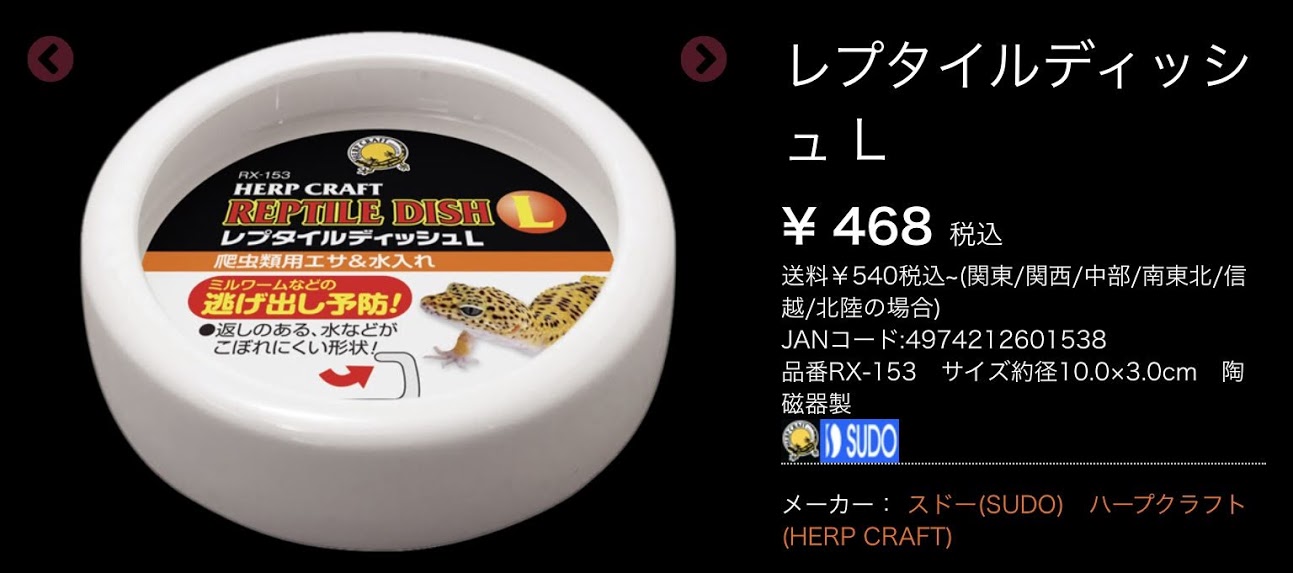 RX-153
HERP CRAFT
REPTILE DISH L
レプタイルディッシュL
爬虫類用エサ&水入れ
ミルワームなどの
逃げ出し予防!
●返しのある、水などが
こぼれにくい形状!
レプタイルディッシ
ュ L
¥ 468 税込
送料¥540税込~(関東/関西/中部/南東北/信
越/北陸の場合)
JANコード:4974212601538
品番RX-153　サイズ約径10.0×3.0cm　陶
磁器製
SUDO
メーカー： スドー(SUDO)　ハープクラフト
(HERP CRAFT)